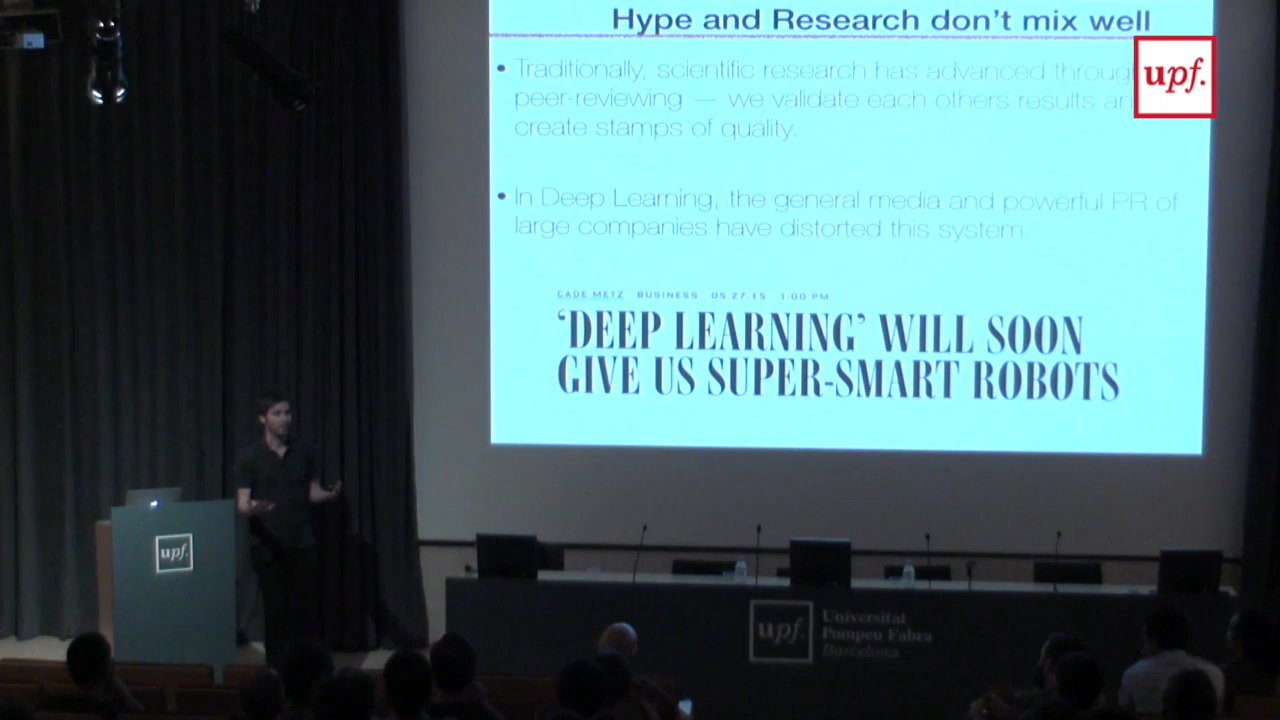 Hype and Research don't mix well
• Traditionally, scientific research has advanced throug
peer-reviewing — we validate each others results an
create stamps of quality.
• In Deep Learning, the general media and powerful PR of
large companies have distorted this system.
CADE METZ BUSINESS 05.27.15 1:00 PM
'DEEP LEARNING' WILL SOON
GIVE US SUPER-SMART ROBOTS
upf.
upf.
upf.
Universitat
Pompeu Fabra
Barcelona